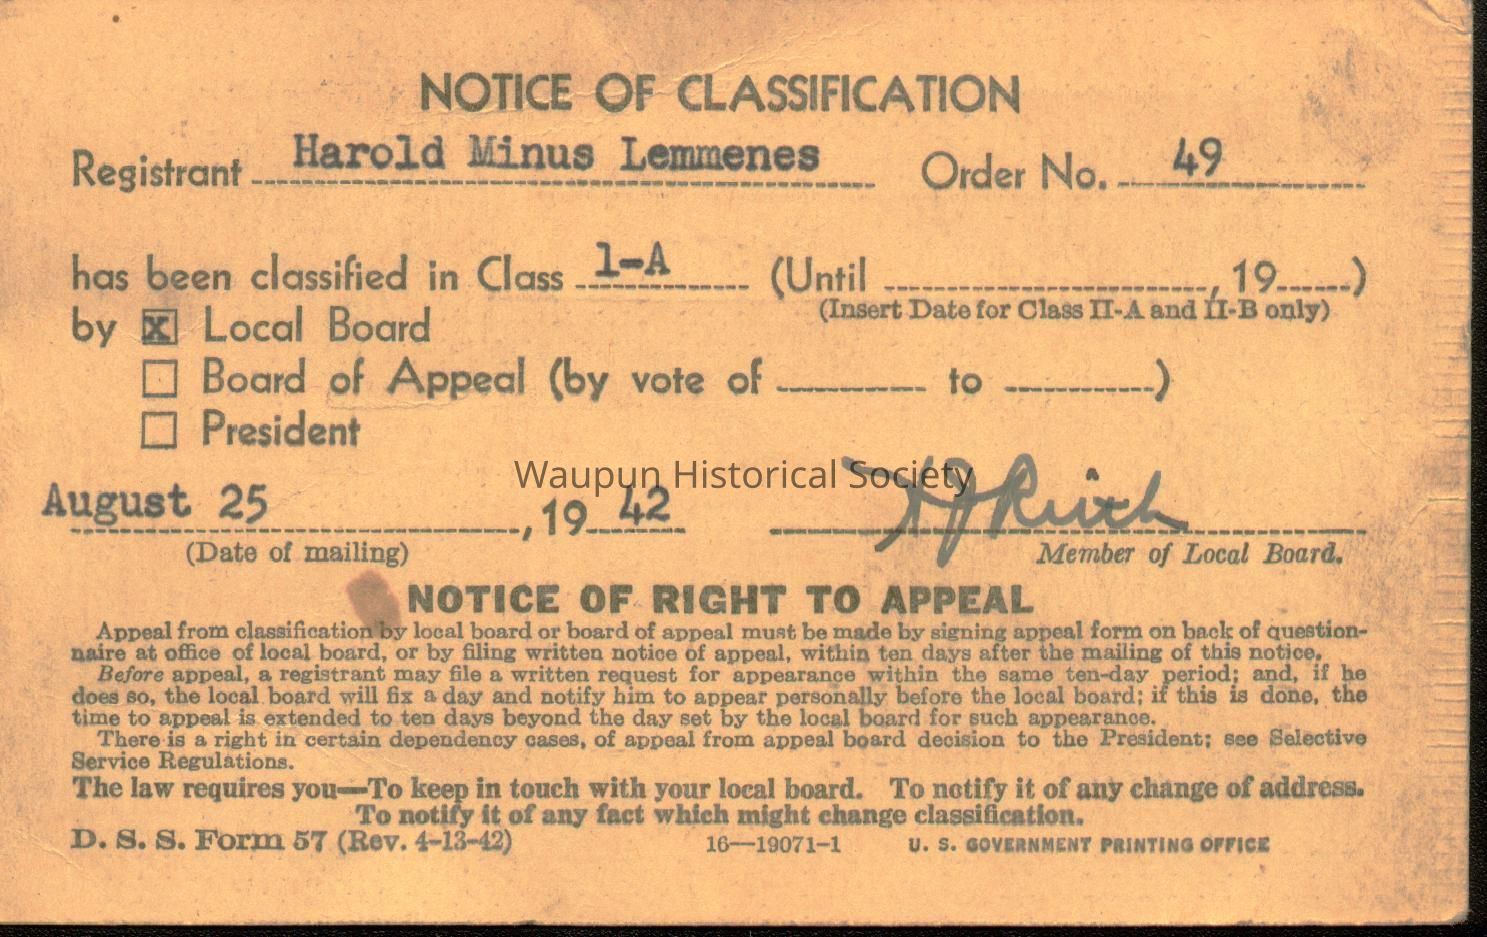 NOTICE OF CLASSIFICATION
Registrant Harold Minus Lemmenes Order No. 49
has been classified in Class 1-A (Until , 19 )
(Insert Date for Class II-A and II-B only)
by ☒ Local Board
☐ Board of Appeal (by vote of to )
☐ President
Waupun Historical Society
August 25 , 19 42
(Date of mailing) Member of Local Board.
NOTICE OF RIGHT TO APPEAL
Appeal from classification by local board or board of appeal must be made by signing appeal form on back of question-
naire at office of local board, or by filing written notice of appeal, within ten days after the mailing of this notice.
Before appeal, a registrant may file a written request for appearance within the same ten-day period; and, if he
does so, the local board will fix a day and notify him to appear personally before the local board; if this is done, the
time to appeal is extended to ten days beyond the day set by the local board for such appearance.
There is a right in certain dependency cases, of appeal from appeal board decision to the President; see Selective
Service Regulations.
The law requires you—To keep in touch with your local board. To notify it of any change of address.
To notify it of any fact which might change classification.
D. S. S. Form 57 (Rev. 4-13-42) 16—19071-1 U. S. GOVERNMENT PRINTING OFFICE